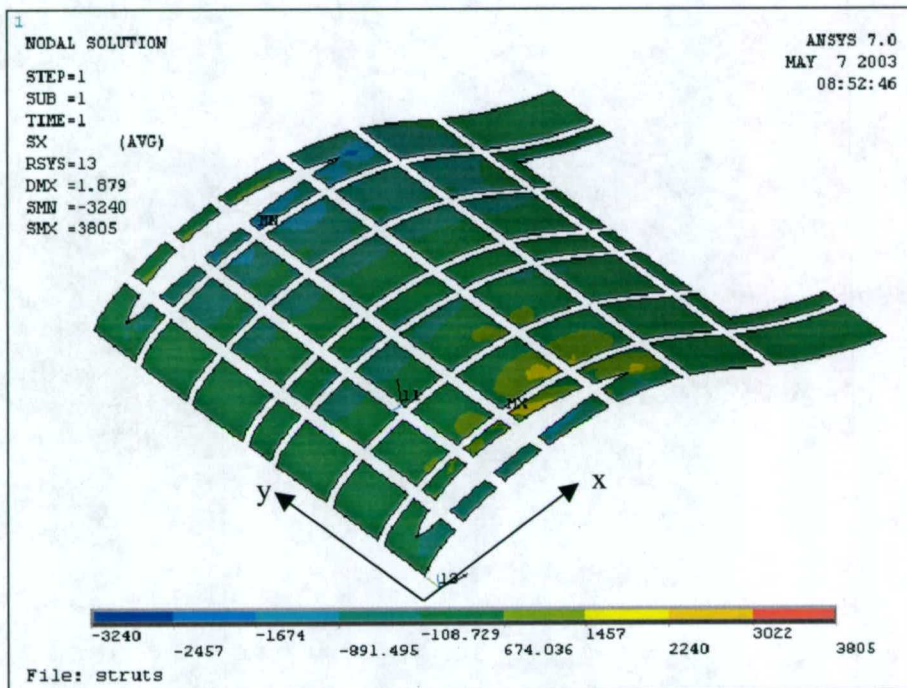 1
NODAL SOLUTION
STEP=1
SUB =1
TIME=1
SX (AVG)
RSYS=13
DMX =1.879
SMN =-3240
SMX =3805
ANSYS 7.0
MAY 7 2003
08:52:46
MN
11
MX
y
x
13
-3240 -1674 -108.729 1457 3022
-2457 -891.495 674.036 2240 3805
File: struts